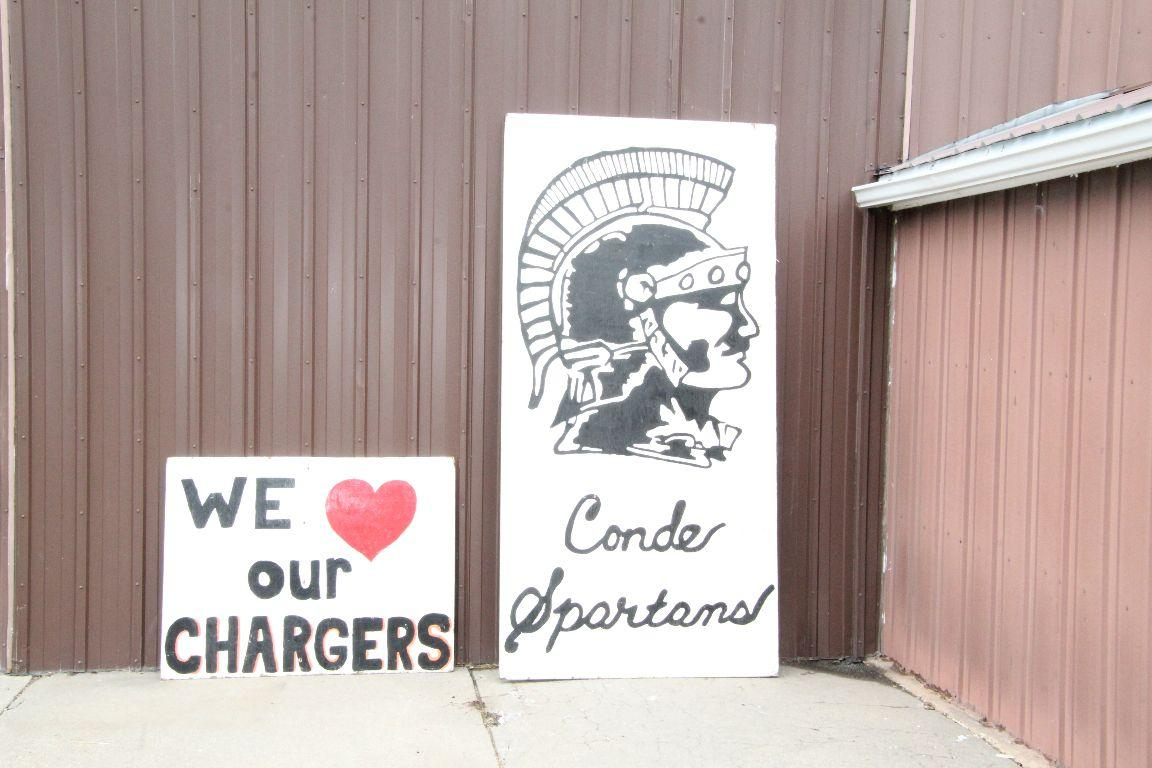 WE ❤
our
CHARGERS
Conde
Spartans